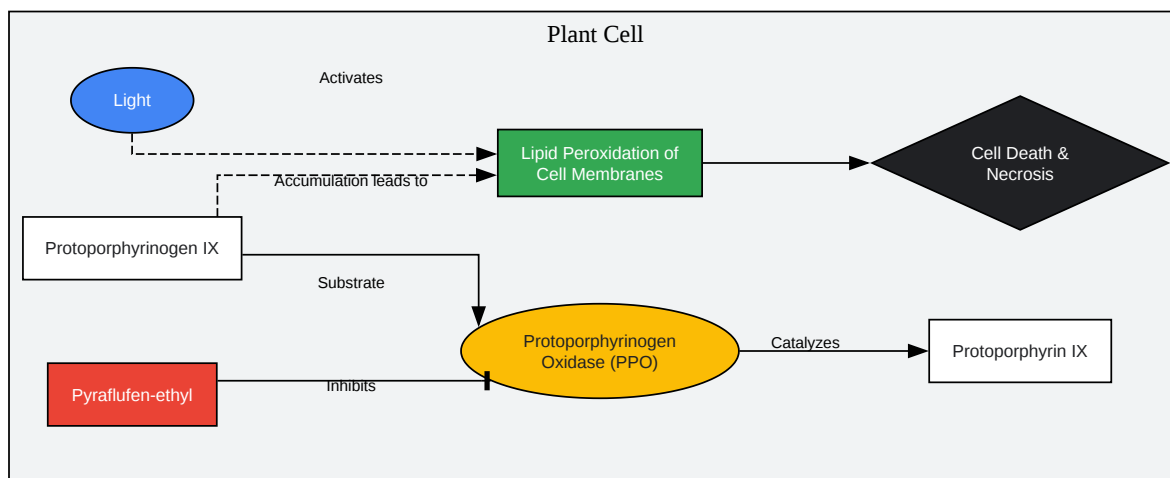 Plant Cell
Activates
Light
Lipid Peroxidation of
Cell Membranes
Cell Death &
Necrosis
Accumulation leads to
Protoporphyrinogen IX
Substrate
Protoporphyrinogen
Oxidase (PPO)
Catalyzes
Protoporphyrin IX
Pyraflufen-ethyl
Inhibits